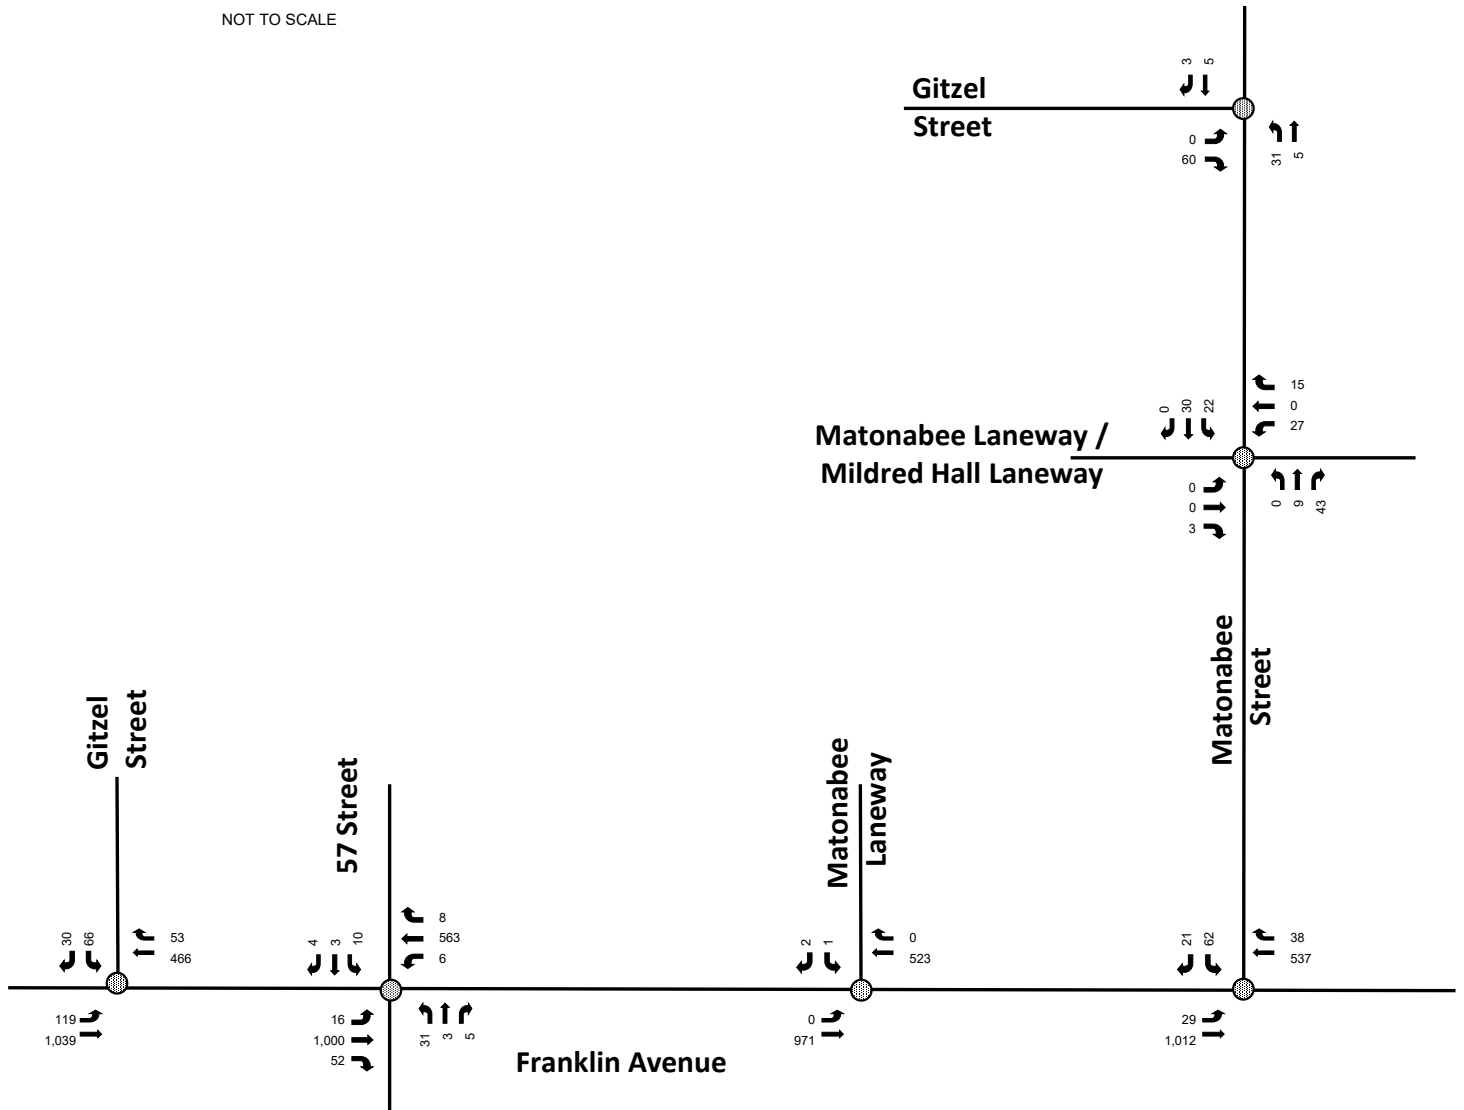 NOT TO SCALE
3 5
Gitzel
Street
0
60
31 5
15
0
27
0 30 22
Matonabee Laneway /
Mildred Hall Laneway
0
0
3
0 9 43
Matonabee
Street
Gitzel
Street
57 Street
Matonabee
Laneway
30 66
53
466
119
1,039
4 3 10
8
563
6
16
1,000
52
31 3 5
2 1
0
523
0
971
21 62
38
537
29
1,012
Franklin Avenue